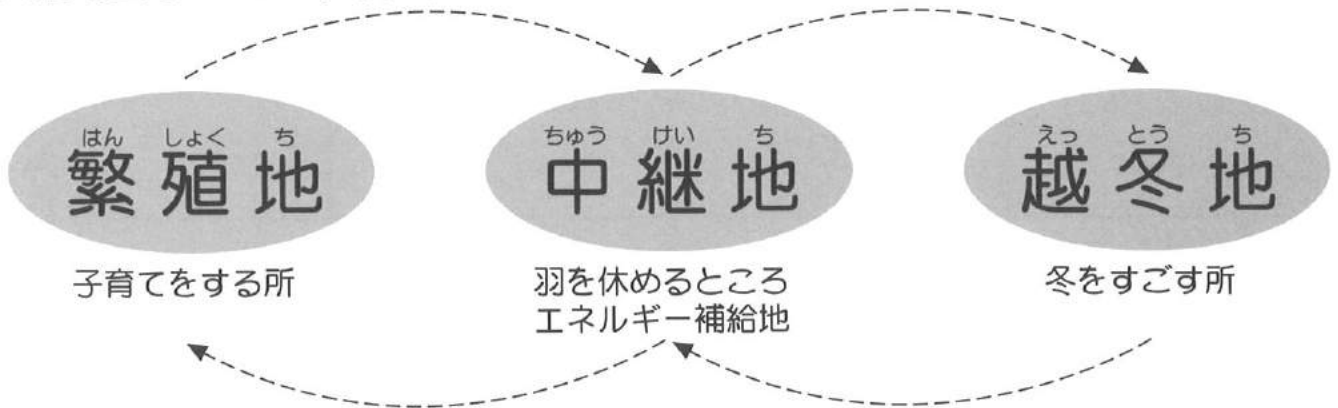 はん しょく ち
繁殖地
子育てをする所
ちゅう けい ち
中継地
羽を休めるところ
エネルギー補給地
えっ とう ち
越冬地
冬をすごす所